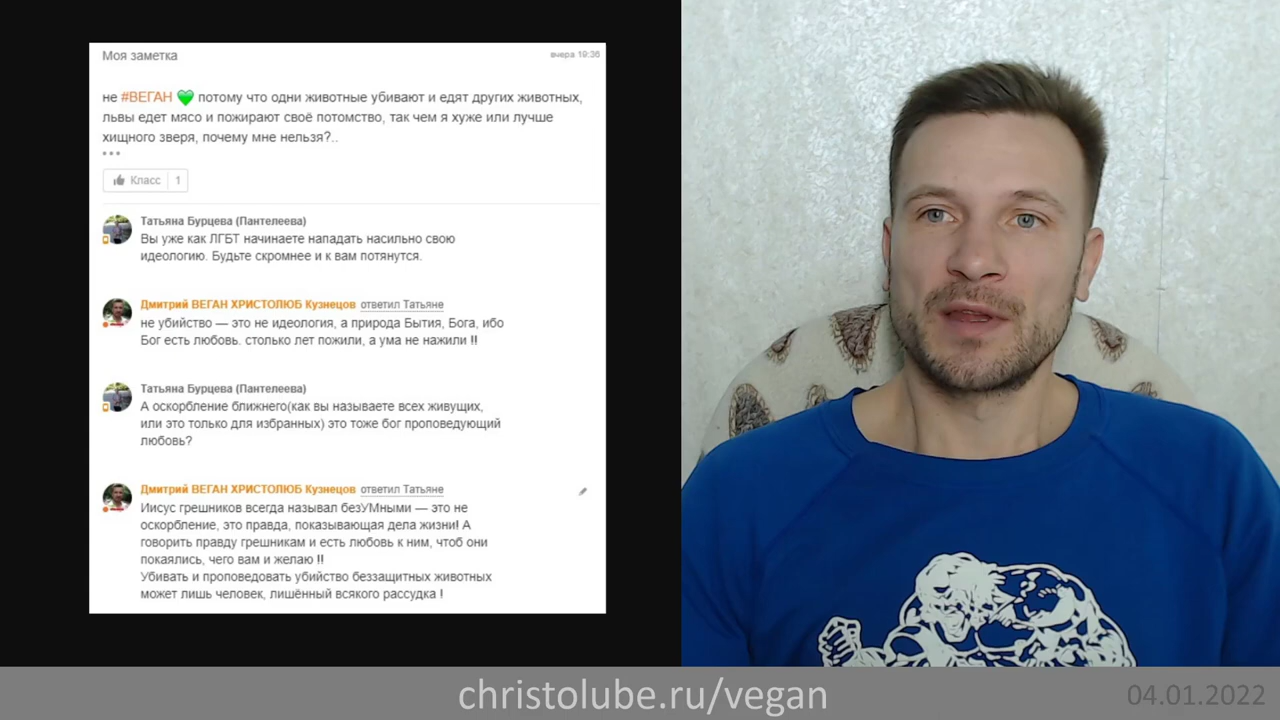 Моя заметка
вчера 19:36
не #ВЕГАН 💚 потому что одни животные убивают и едят других животных,
львы едет мясо и пожирают своё потомство, так чем я хуже или лучше
хищного зверя, почему мне нельзя?..
Класс 1
Татьяна Бурцева (Пантелеева)
Вы уже как ЛГБТ начинаете нападать насильно свою
идеологию. Будьте скромнее и к вам потянутся.
Дмитрий ВЕГАН ХРИСТОЛЮБ Кузнецов ответил Татьяне
не убийство — это не идеология, а природа Бытия, Бога, ибо
Бог есть любовь. столько лет пожили, а ума не нажили !!
Татьяна Бурцева (Пантелеева)
А оскорбление ближнего(как вы называете всех живущих,
или это только для избранных) это тоже бог проповедующий
любовь?
Дмитрий ВЕГАН ХРИСТОЛЮБ Кузнецов ответил Татьяне
Иисус грешников всегда называл безУМными — это не
оскорбление, это правда, показывающая дела жизни! А
говорить правду грешникам и есть любовь к ним, чтоб они
покаялись, чего вам и желаю !!
Убивать и проповедовать убийство беззащитных животных
может лишь человек, лишённый всякого рассудка !
christolube.ru/vegan
04.01.2022